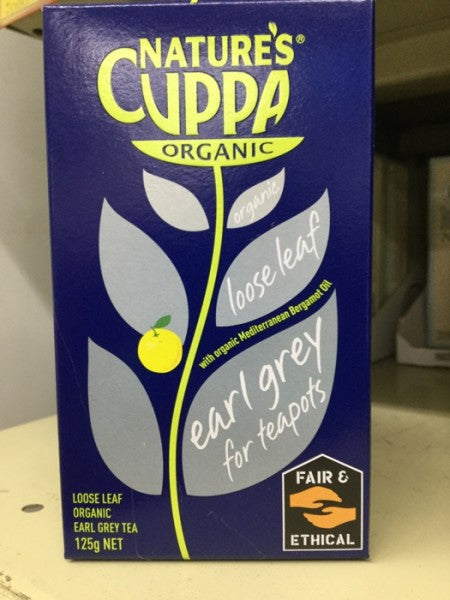 NATURE'S®
CUPPA
ORGANIC
organic
loose leaf
with organic Mediterranean Bergamot Oil
earl grey
for teapots
LOOSE LEAF
ORGANIC
EARL GREY TEA
125g NET
FAIR &
ETHICAL